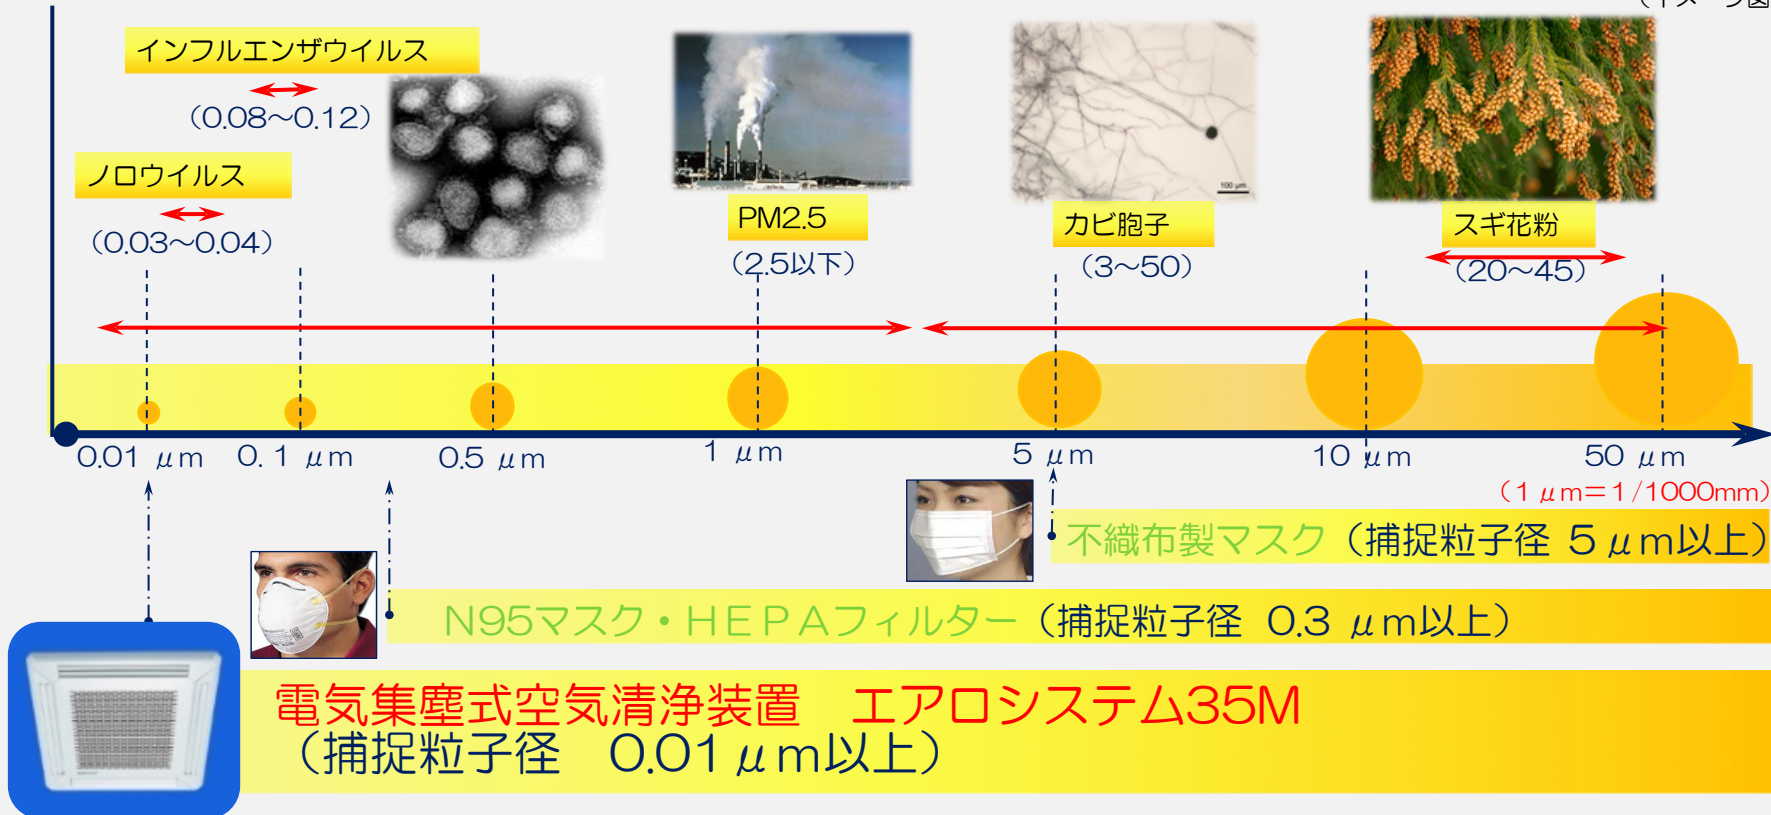 (イメージ図
インフルエンザウイルス
(0.08～0.12)
ノロウイルス
(0.03～0.04)
PM2.5
(2.5以下)
カビ胞子
(3～50)
100 μm
スギ花粉
(20～45)
0.01 μm
0.1 μm
0.5 μm
1 μm
5 μm
10 μm
50 μm
(1 μm＝1/1000mm)
不織布製マスク (捕捉粒子径 5 μm以上)
N95マスク・HEPAフィルター (捕捉粒子径 0.3 μm以上)
電気集塵式空気清浄装置　エアロシステム35M
(捕捉粒子径　0.01 μm以上)